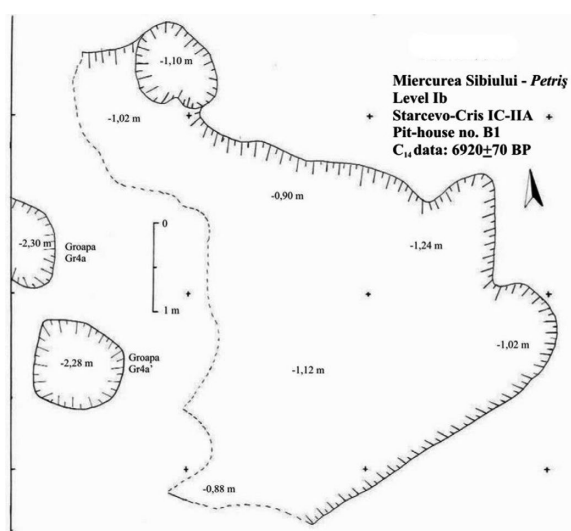 -1,10 m
Miercurea Sibiului - Petriş
Level Ib
Starcevo-Cris IC-IIA
Pit-house no. B1
C14 data: 6920±70 BP
-1,02 m
-0,90 m
-2,30 m
Groapa
Gr4a
0
1 m
-1,24 m
-2,28 m
Groapa
Gr4a'
-1,12 m
-1,02 m
-0,88 m